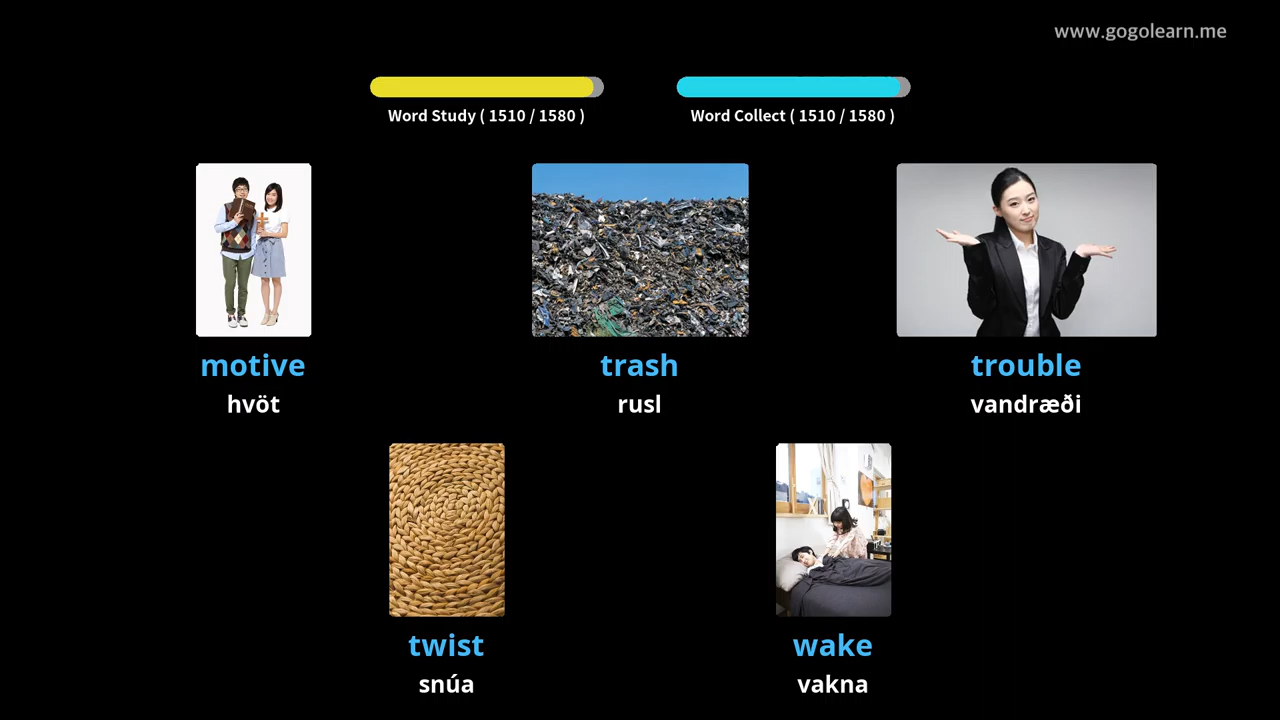 www.gogolearn.me
Word Study ( 1510 / 1580 )
Word Collect ( 1510 / 1580 )
motive
hvöt
trash
rusl
trouble
vandræði
twist
snúa
wake
vakna